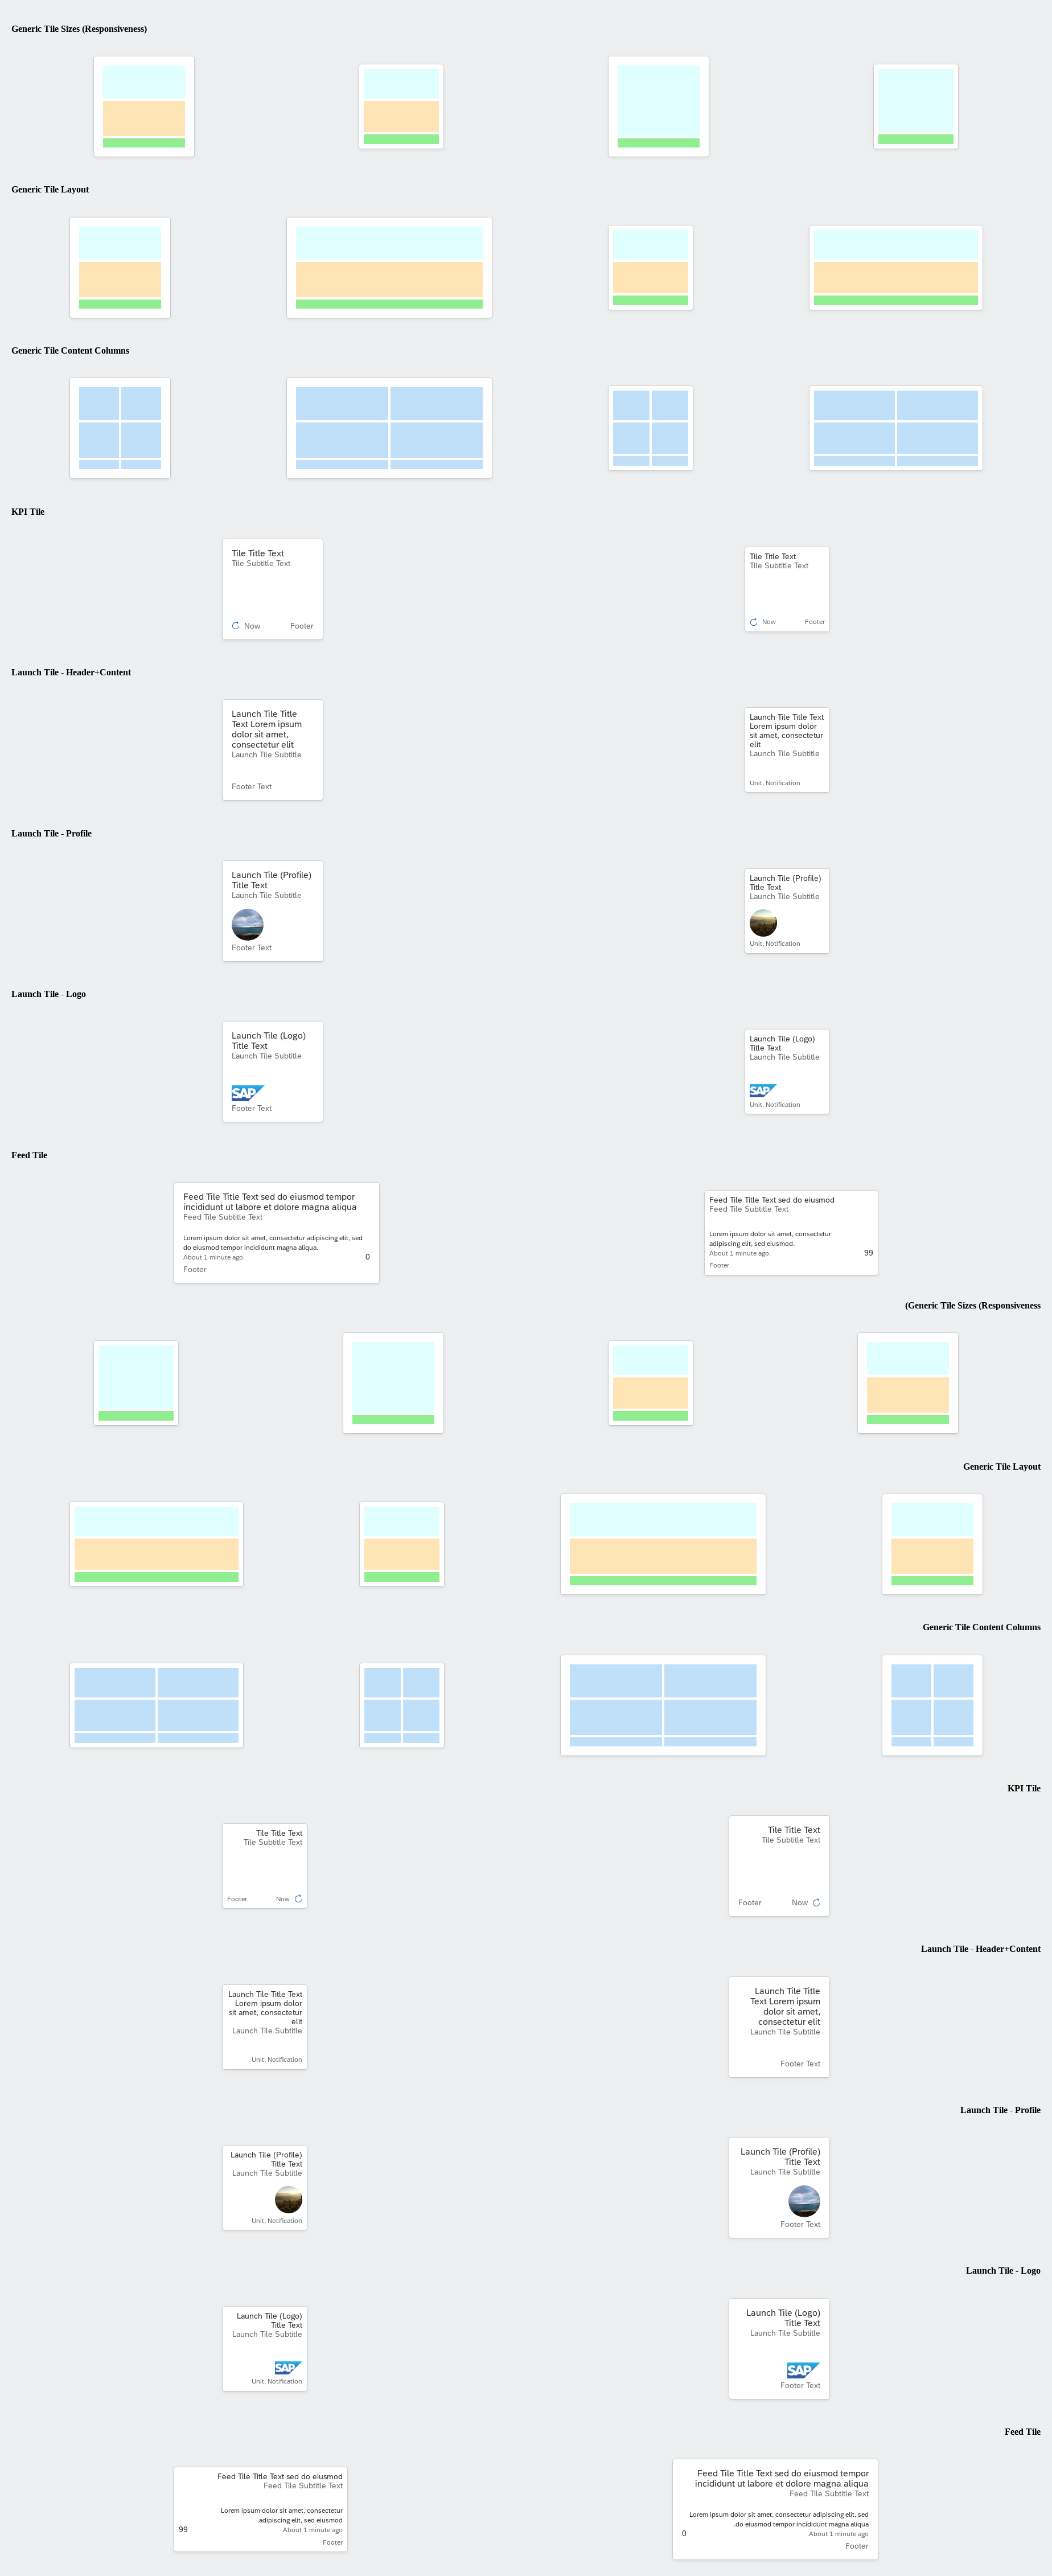 Generic Tile Sizes (Responsiveness)
Generic Tile Layout
Generic Tile Content Columns
KPI Tile
Tile Title Text
Tile Subtitle Text
Now Footer
Tile Title Text
Tile Subtitle Text
Now Footer
Launch Tile - Header+Content
Launch Tile Title
Text Lorem ipsum
dolor sit amet,
consectetur elit
Launch Tile Subtitle
Footer Text
Launch Tile Title Text
Lorem ipsum dolor
sit amet, consectetur
elit
Launch Tile Subtitle
Unit, Notification
Launch Tile - Profile
Launch Tile (Profile)
Title Text
Launch Tile Subtitle
Footer Text
Launch Tile (Profile)
Title Text
Launch Tile Subtitle
Unit, Notification
Launch Tile - Logo
Launch Tile (Logo)
Title Text
Launch Tile Subtitle
SAP
Footer Text
Launch Tile (Logo)
Title Text
Launch Tile Subtitle
SAP
Unit, Notification
Feed Tile
Feed Tile Title Text sed do eiusmod tempor
incididunt ut labore et dolore magna aliqua
Feed Tile Subtitle Text
Lorem ipsum dolor sit amet, consectetur adipiscing elit, sed
do eiusmod tempor incididunt magna aliqua.
About 1 minute ago. 0
Footer
Feed Tile Title Text sed do eiusmod
Feed Tile Subtitle Text
Lorem ipsum dolor sit amet, consectetur
adipiscing elit, sed eiusmod.
About 1 minute ago. 99
Footer
(Generic Tile Sizes (Responsiveness
Generic Tile Layout
Generic Tile Content Columns
KPI Tile
Tile Title Text
Tile Subtitle Text
Footer Now
Tile Title Text
Tile Subtitle Text
Footer Now
Launch Tile - Header+Content
Launch Tile Title Text
Lorem ipsum dolor
sit amet, consectetur
elit
Launch Tile Subtitle
Unit, Notification
Launch Tile Title
Text Lorem ipsum
dolor sit amet,
consectetur elit
Launch Tile Subtitle
Footer Text
Launch Tile - Profile
Launch Tile (Profile)
Title Text
Launch Tile Subtitle
Unit, Notification
Launch Tile (Profile)
Title Text
Launch Tile Subtitle
Footer Text
Launch Tile - Logo
Launch Tile (Logo)
Title Text
Launch Tile Subtitle
SAP
Unit, Notification
Launch Tile (Logo)
Title Text
Launch Tile Subtitle
SAP
Footer Text
Feed Tile
Feed Tile Title Text sed do eiusmod
Feed Tile Subtitle Text
Lorem ipsum dolor sit amet, consectetur
.adipiscing elit, sed eiusmod
99 .About 1 minute ago
Footer
Feed Tile Title Text sed do eiusmod tempor
incididunt ut labore et dolore magna aliqua
Feed Tile Subtitle Text
Lorem ipsum dolor sit amet, consectetur adipiscing elit, sed
.do eiusmod tempor incididunt magna aliqua
0 .About 1 minute ago
Footer